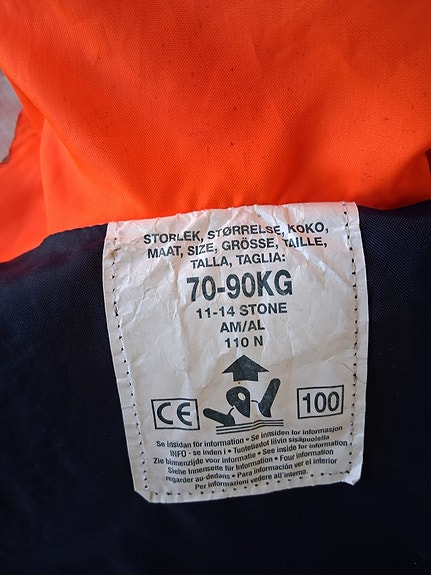 STORLEK, STØRRELSE, KOKO,
MAAT, SIZE, GRÖSSE, TAILLE,
TALLA, TAGLIA:
70-90KG
11-14 STONE
AM/AL
110 N
CE
100
Se insidan för information • Se innsiden for informasjon
INFO - se inden i • Tuotetiedot liivin sisäpuolella
Zie binnenzijde voor informatie • See inside for information
Siehe Innenseite für Information • Four information
regarder au-dedans • Para información ver el interior
Per informazioni vedere all'interno.